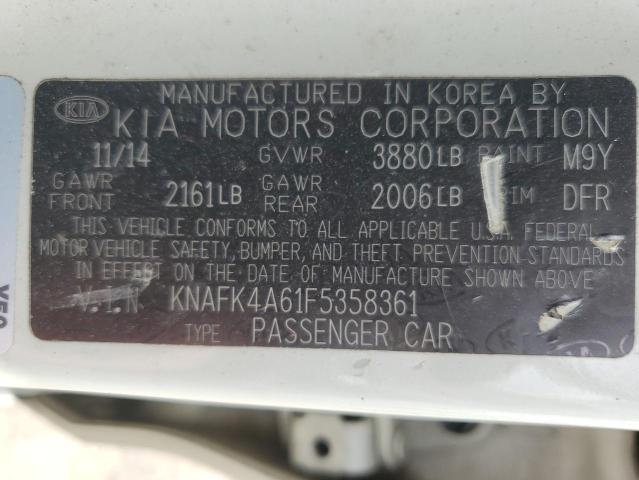 MANUFACTURED IN KOREA BY
KIA KIA MOTORS CORPORATION
11/14 GVWR 3880LB PAINT M9Y
GAWR FRONT 2161LB GAWR REAR 2006LB TRIM DFR
THIS VEHICLE CONFORMS TO ALL APPLICABLE U.S.A. FEDERAL
MOTOR VEHICLE SAFETY, BUMPER, AND THEFT PREVENTION STANDARDS
IN EFFECT ON THE DATE OF MANUFACTURE SHOWN ABOVE
V.I.N KNAFK4A61F5358361
TYPE PASSENGER CAR
KIA